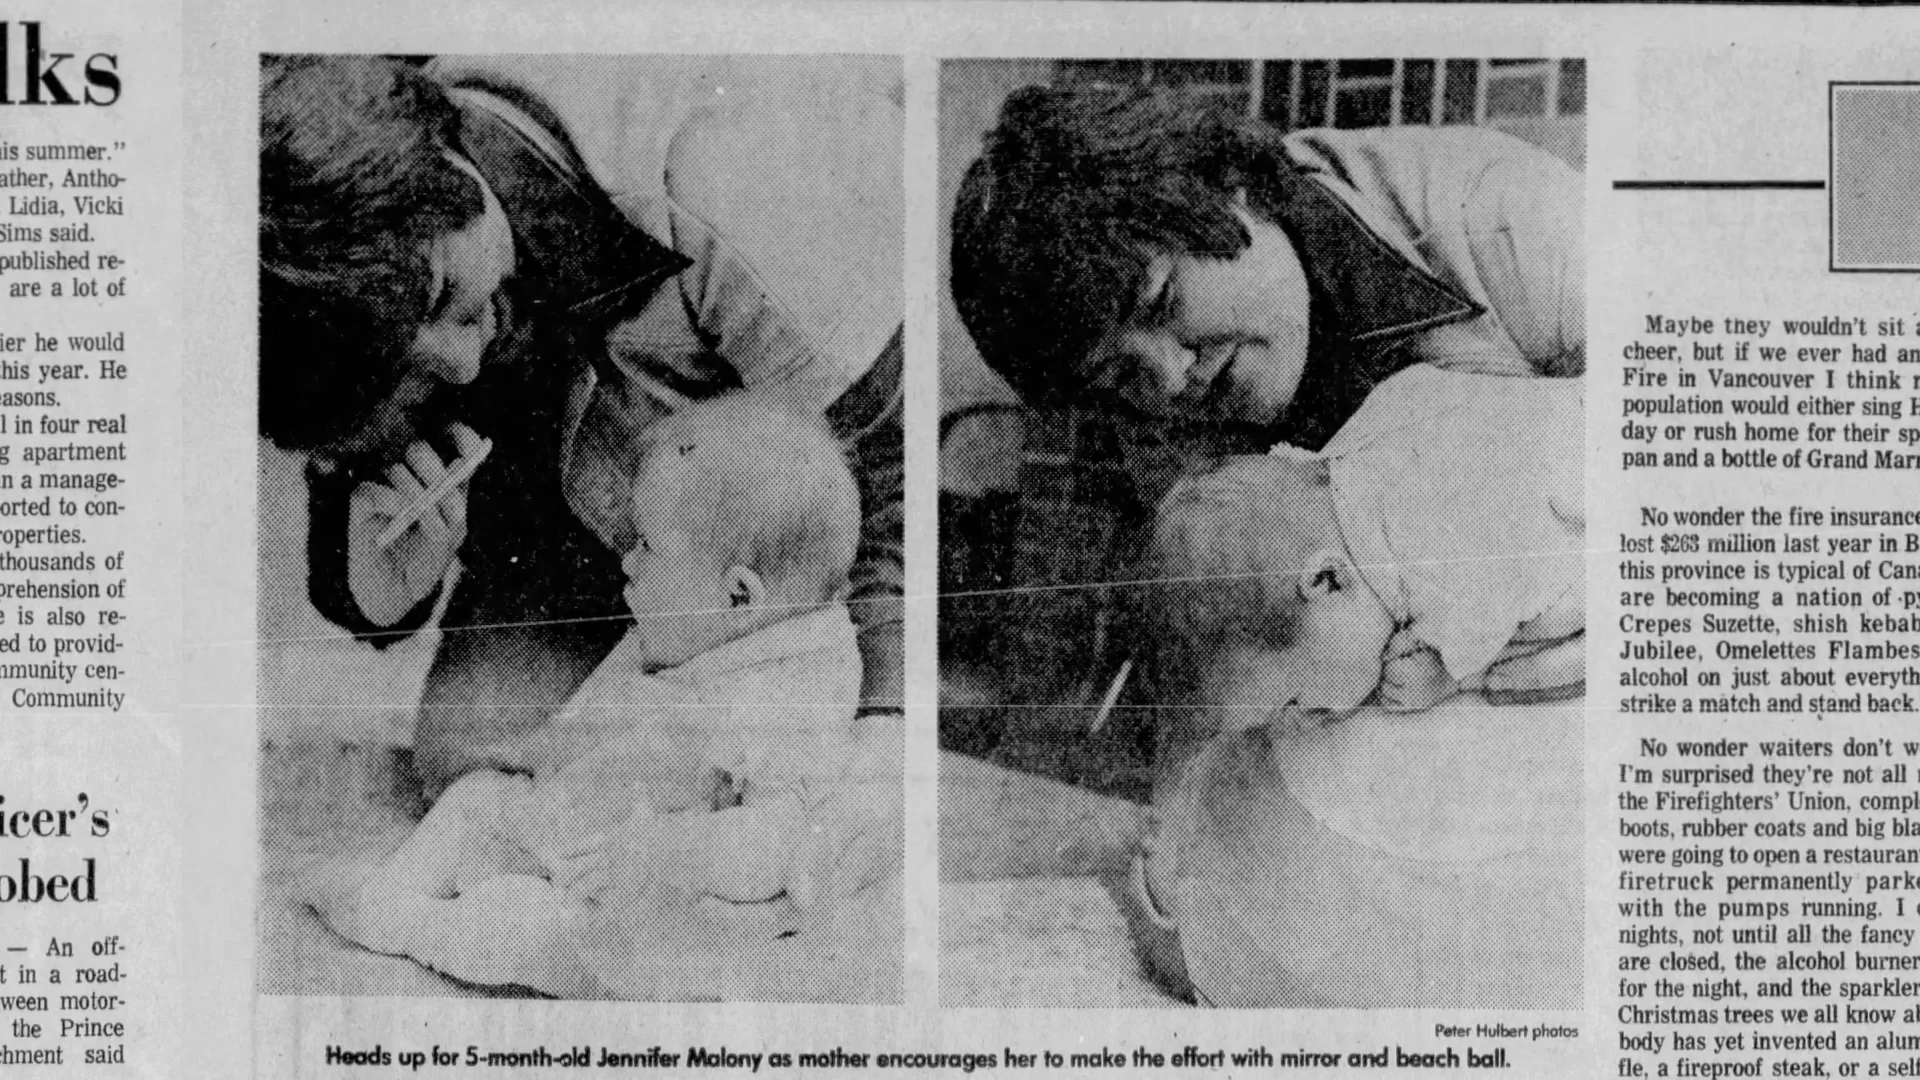 lks
is summer."
ather, Antho-
Lidia, Vicki
Sims said.
published re-
are a lot of
ier he would
his year. He
easons.
l in four real
g apartment
n a manage-
orted to con-
roperties.
thousands of
prehension of
e is also re-
ed to provid-
mmunity cen-
Community
icer's
obed
— An off-
t in a road-
ween motor-
the Prince
chment said
Peter Hulbert photos
Heads up for 5-month-old Jennifer Malony as mother encourages her to make the effort with mirror and beach ball.
Maybe they wouldn't sit a
cheer, but if we ever had an
Fire in Vancouver I think
population would either sing H
day or rush home for their sp
pan and a bottle of Grand Marn
No wonder the fire insurance
lost $263 million last year in B
this province is typical of Cana
are becoming a nation of py
Crepes Suzette, shish kebab
Jubilee, Omelettes Flambes
alcohol on just about everyth
strike a match and stand back.
No wonder waiters don't w
I'm surprised they're not all
the Firefighters' Union, compl
boots, rubber coats and big bla
were going to open a restauran
firetruck permanently parke
with the pumps running. I
nights, not until all the fancy
are closed, the alcohol burner
for the night, and the sparkler
Christmas trees we all know al
body has yet invented an alum
fle, a fireproof steak, or a self